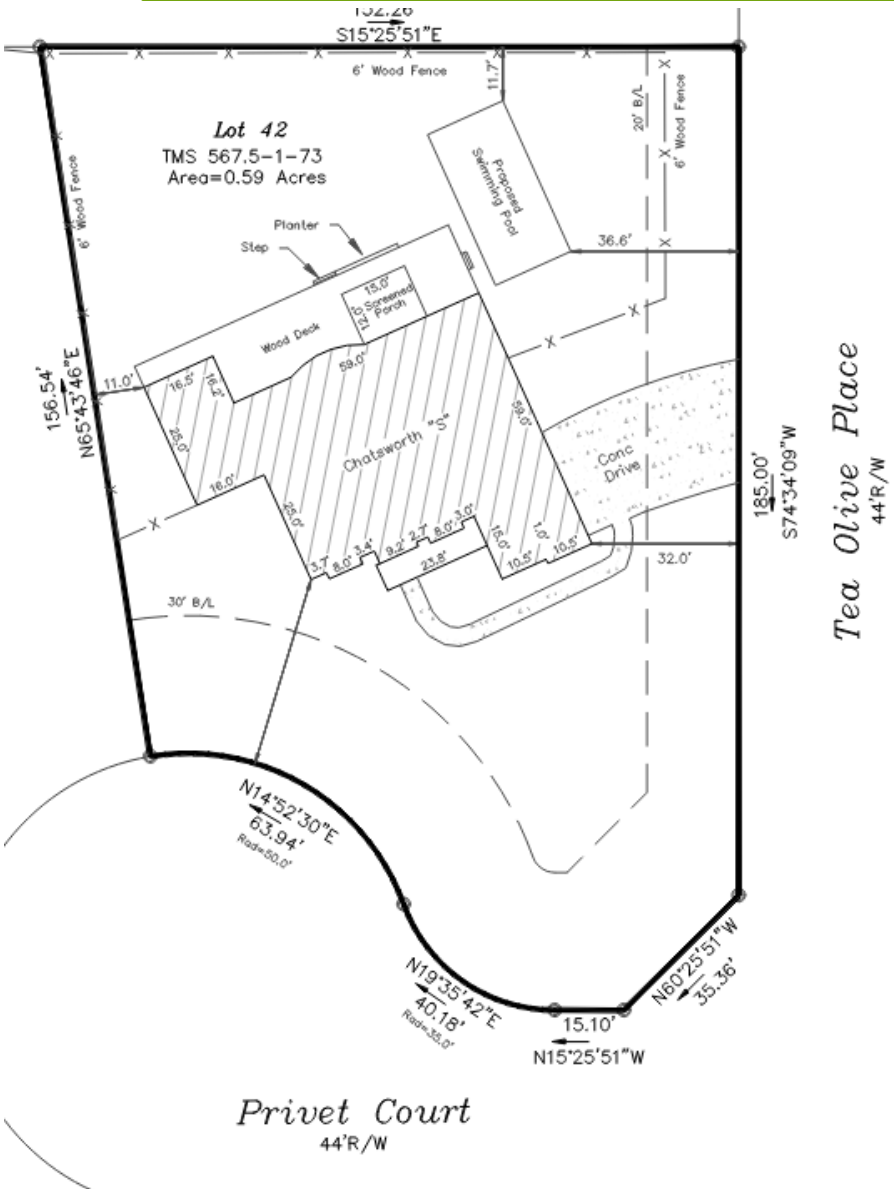 152.26
S15°25'51"E
6' Wood Fence
11.7'
20' B/L
6' Wood Fence
Lot 42
TMS 567.5-1-73
Area=0.59 Acres
6' Wood Fence
Proposed
Swimming Pool
Planter
Step
36.6'
15.0'
12.0'
Screened
Porch
Wood Deck
59.0'
156.54'
N65°43'46"E
11.0'
16.5'
16.2'
25.0'
59.0'
Chatsworth "S"
Conc
Drive
16.0'
25.0'
185.00'
S74°34'09"W
Tea Olive Place
44'R/W
3.7'
8.0'
3.4'
9.2'
2.7'
8.0'
3.0'
23.8'
15.0'
10.5'
1.0'
10.5'
32.0'
30' B/L
N14°52'30"E
63.94'
Rad=50.0'
N19°35'42"E
40.18'
Rad=35.0'
15.10'
N15°25'51"W
N60°25'51"W
35.36'
Privet Court
44'R/W